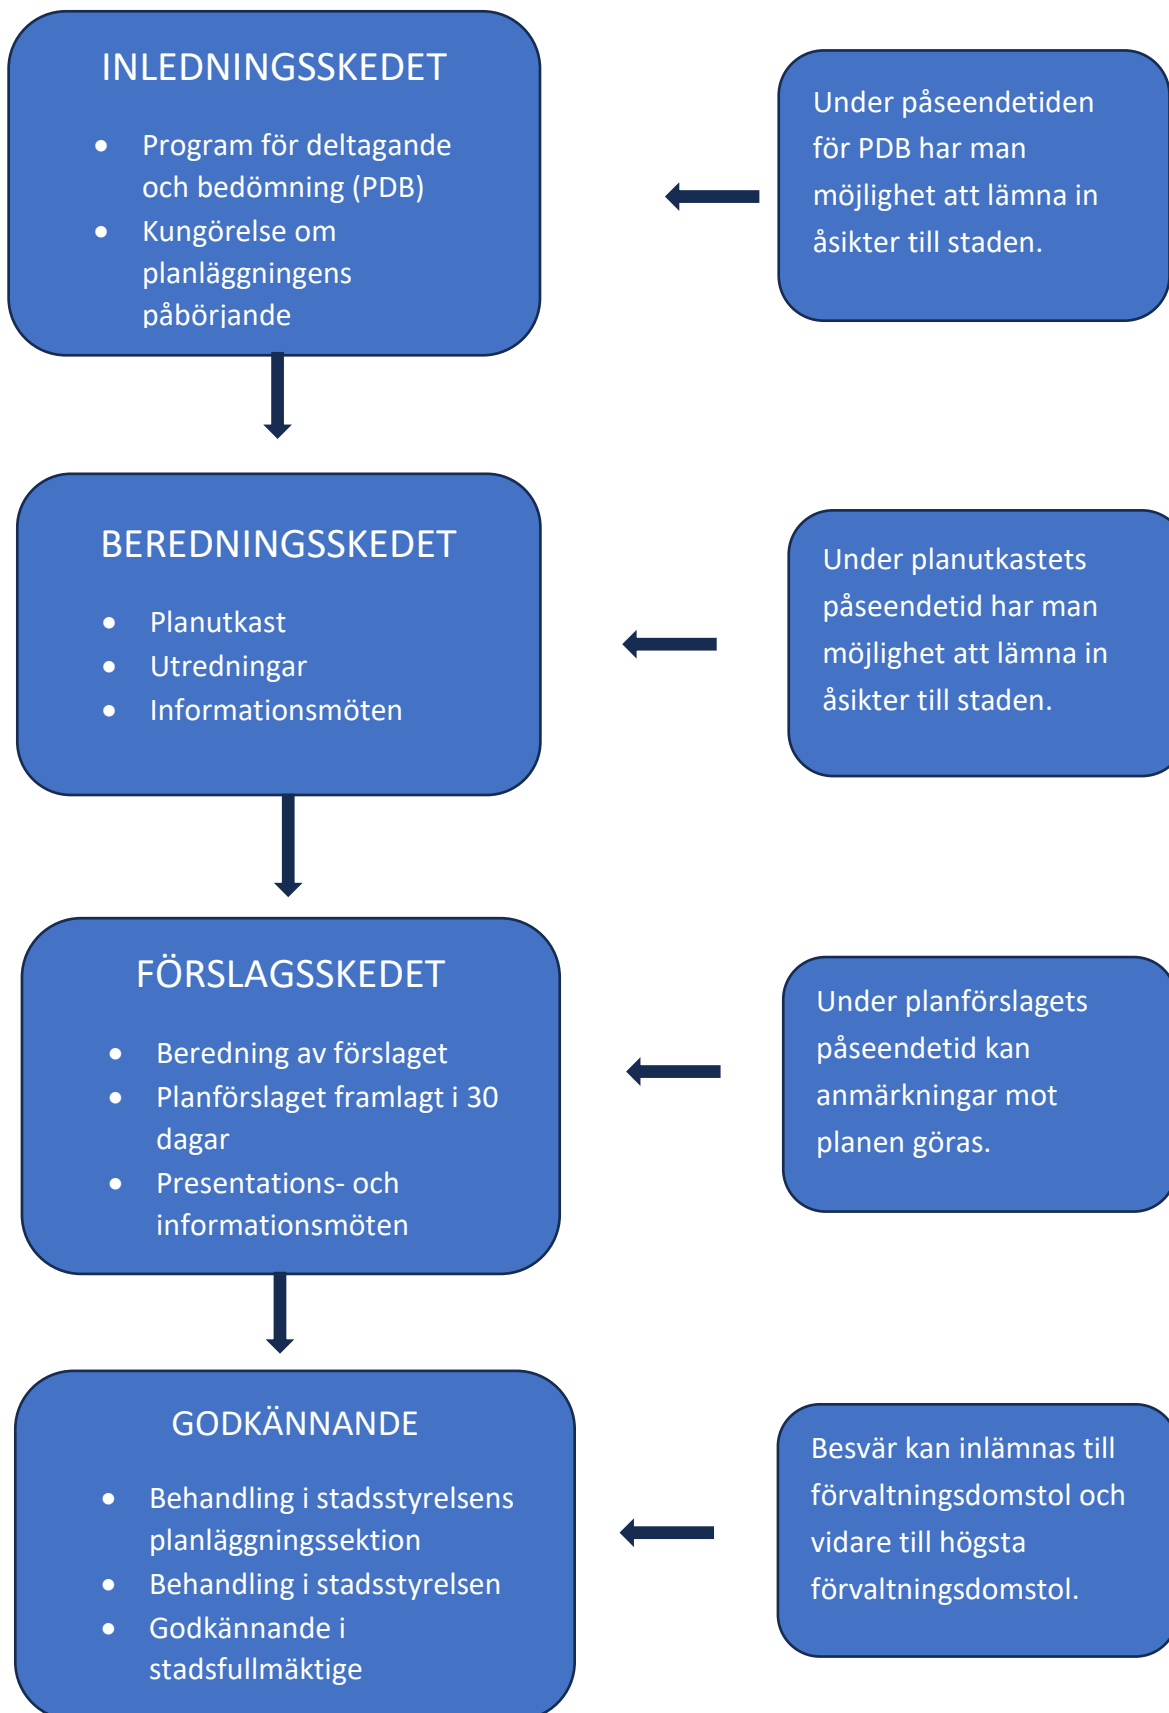 INLEDNINGSSKEDET
• Program för deltagande
och bedömning (PDB)
• Kungörelse om
planläggningens
påbörjande
Under påseendetiden
för PDB har man
möjlighet att lämna in
åsikter till staden.
BEREDNINGSSKEDET
• Planutkast
• Utredningar
• Informationsmöten
Under planutkastets
påseendetid har man
möjlighet att lämna in
åsikter till staden.
FÖRSLAGSSKEDET
• Beredning av förslaget
• Planförslaget framlagt i 30
dagar
• Presentations- och
informationsmöten
Under planförslagets
påseendetid kan
anmärkningar mot
planen göras.
GODKÄNNANDE
• Behandling i stadsstyrelsens
planläggningssektion
• Behandling i stadsstyrelsen
• Godkännande i
stadsfullmäktige
Besvär kan inlämnas till
förvaltningsdomstol och
vidare till högsta
förvaltningsdomstol.